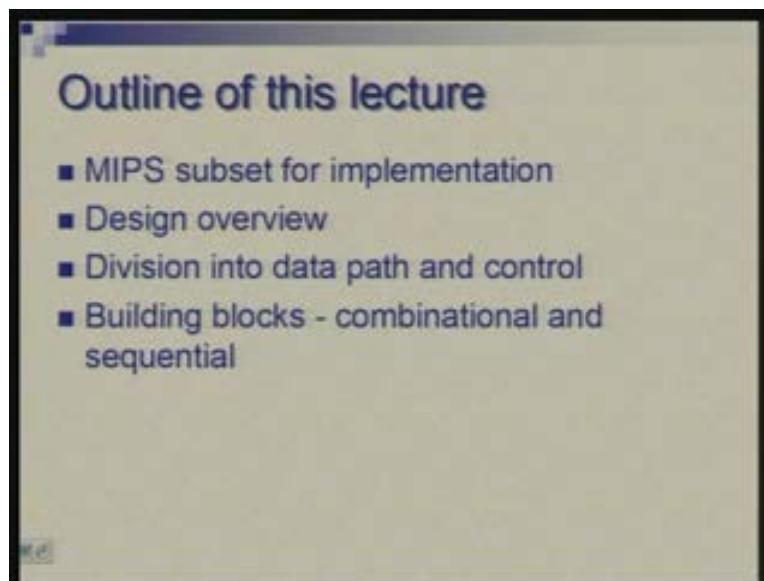 Outline of this lecture
MIPS subset for implementation
Design overview
Division into data path and control
Building blocks - combinational and
sequential